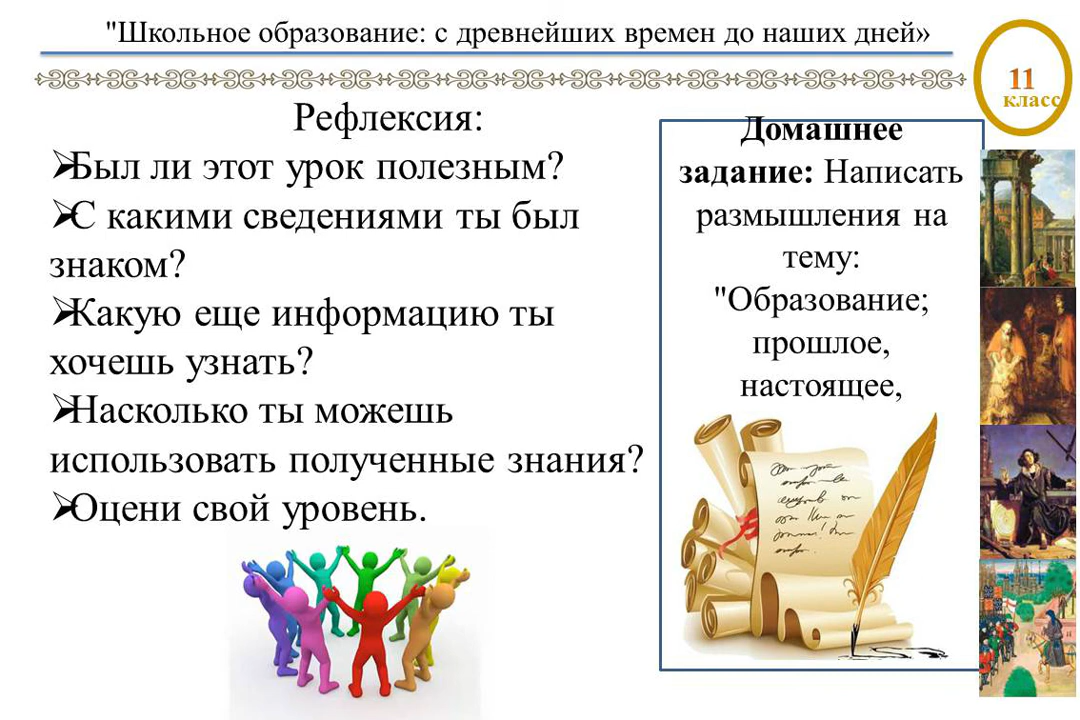 "Школьное образование: с древнейших времен до наших дней»
11
класс
Рефлексия:
Был ли этот урок полезным?
С какими сведениями ты был
знаком?
Какую еще информацию ты
хочешь узнать?
Насколько ты можешь
использовать полученные знания?
Оцени свой уровень.
Домашнее
задание: Написать
размышления на
тему:
"Образование;
прошлое,
настоящее,